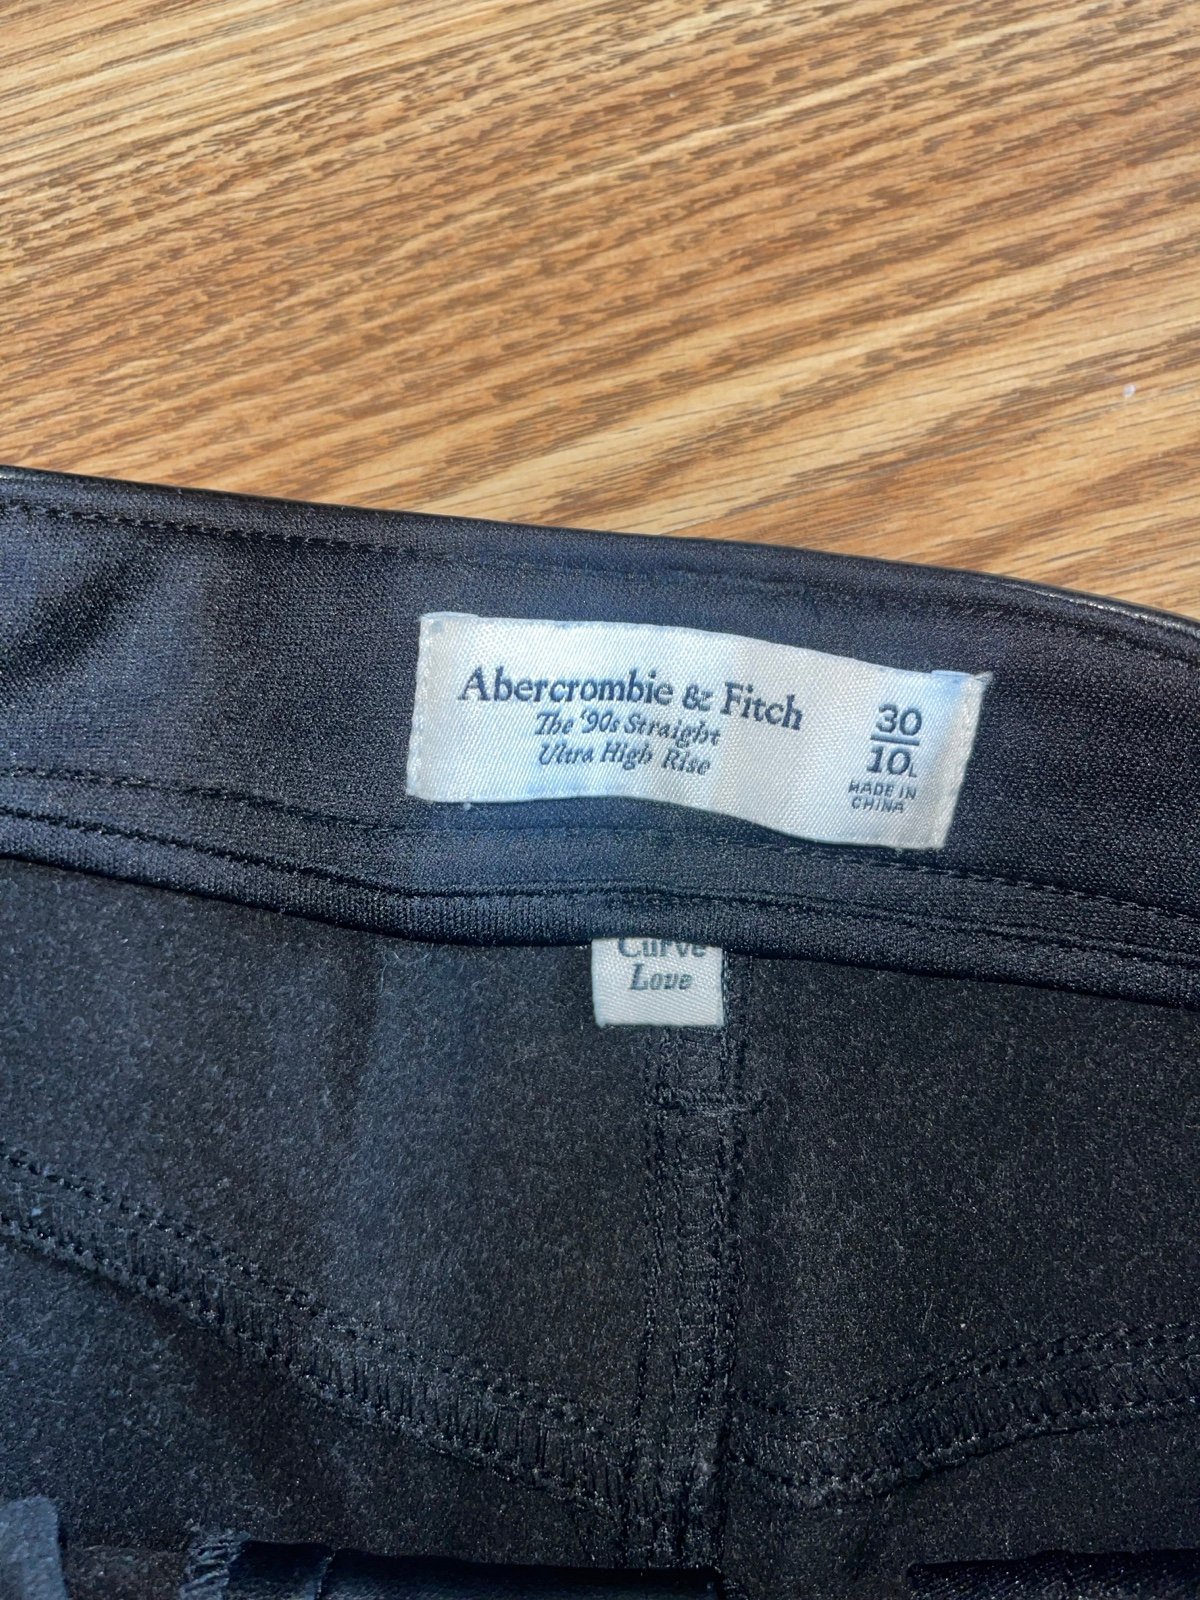 Abercrombie & Fitch
The '90s Straight
Ultra High Rise
30
10L
MADE IN
CHINA
Curve
Love